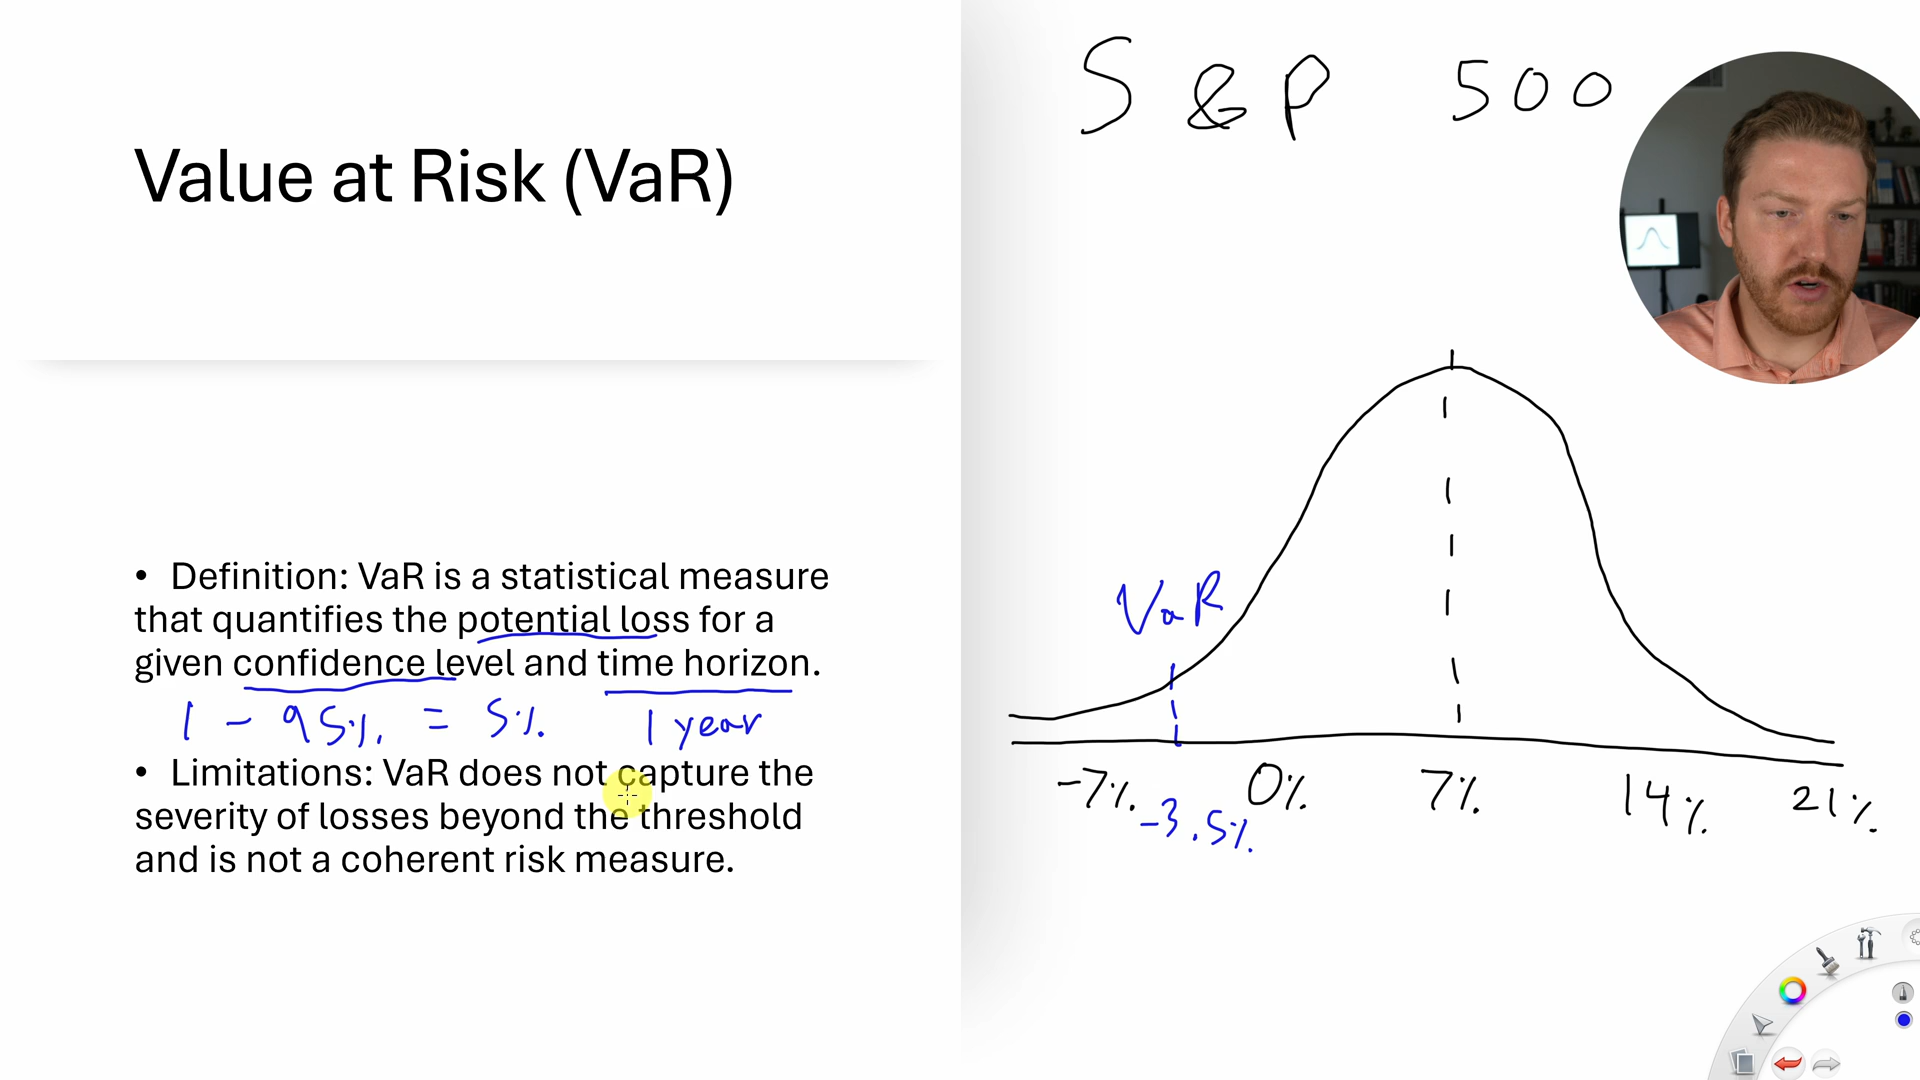 Value at Risk (VaR)
• Definition: VaR is a statistical measure
that quantifies the potential loss for a
given confidence level and time horizon.
1 - 95% = 5% 1 year
• Limitations: VaR does not capture the
severity of losses beyond the threshold
and is not a coherent risk measure.
S & P 500
VaR
-7% 0% 7% 14% 21%
-3.5%